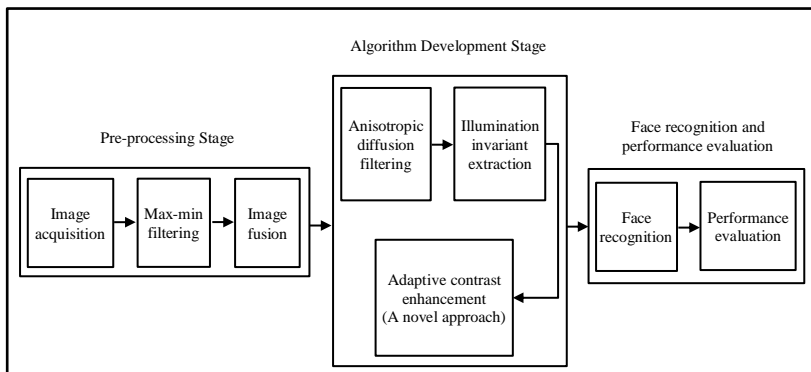 Algorithm Development Stage
Pre-processing Stage
Image
acquisition
Max-min
filtering
Image
fusion
Anisotropic
diffusion
filtering
Illumination
invariant
extraction
Adaptive contrast
enhancement
(A novel approach)
Face recognition and
performance evaluation
Face
recognition
Performance
evaluation